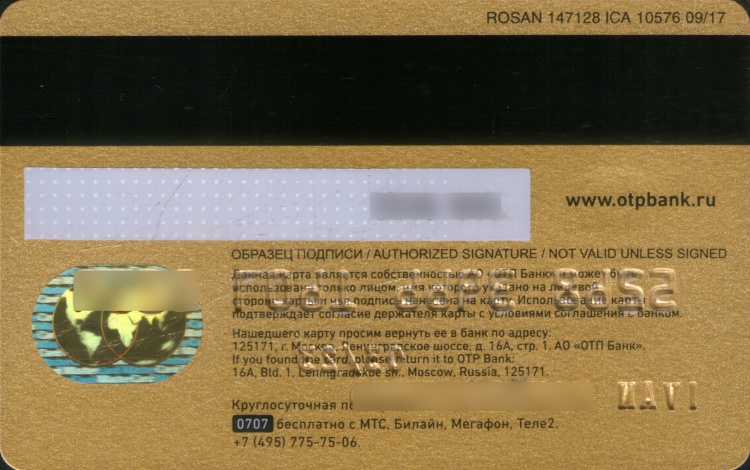 ROSAN 147128 ICA 10576 09/17
www.otpbank.ru
ОБРАЗЕЦ ПОДПИСИ / AUTHORIZED SIGNATURE / NOT VALID UNLESS SIGNED
Данная карта является собственностью АО «ОТП Банк» и может быть
использована только лицом, имя которого указано на лицевой
стороне карты и чья подпись нанесена на карту. Использование карты
подтверждает согласие держателя карты с условиями соглашения с банком.
Нашедшего карту просим вернуть ее в банк по адресу:
125171, г. Москва, Ленинградское шоссе, д. 16А, стр. 1. АО «ОТП Банк».
If you found the card, please return it to OTP Bank:
16A, Bld. 1, Leningradskoe sh., Moscow, Russia, 125171.
Круглосуточная
0707 бесплатно с МТС, Билайн, Мегафон, Теле2.
+7 (495) 775-75-06.